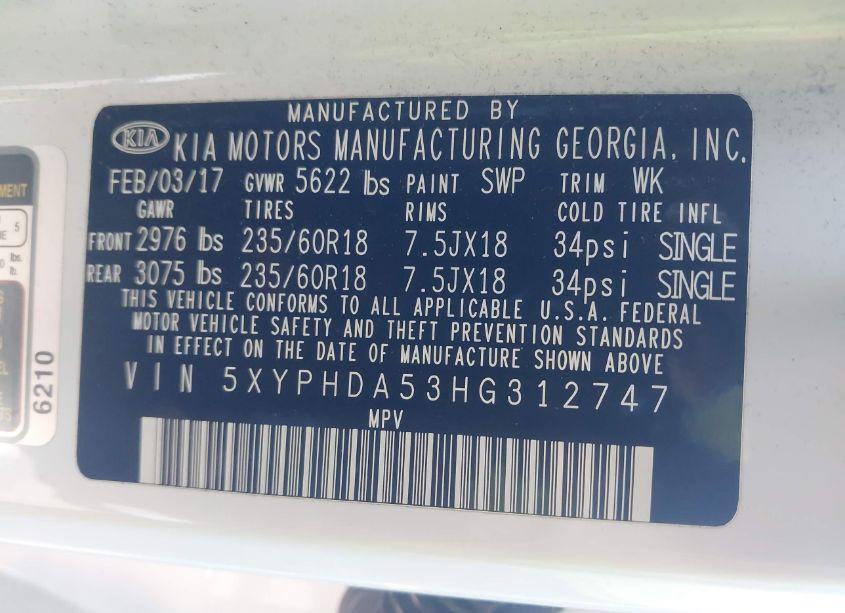 MANUFACTURED BY
KIA KIA MOTORS MANUFACTURING GEORGIA, INC.
FEB/03/17 GVWR 5622 lbs PAINT SWP TRIM WK
GAWR TIRES RIMS COLD TIRE INFL
FRONT 2976 lbs 235/60R18 7.5JX18 34psi SINGLE
REAR 3075 lbs 235/60R18 7.5JX18 34psi SINGLE
THIS VEHICLE CONFORMS TO ALL APPLICABLE U.S.A. FEDERAL
MOTOR VEHICLE SAFETY AND THEFT PREVENTION STANDARDS
IN EFFECT ON THE DATE OF MANUFACTURE SHOWN ABOVE
VIN 5XYPHDA53HG312747
MPV
6210
5
lbs.
lb.